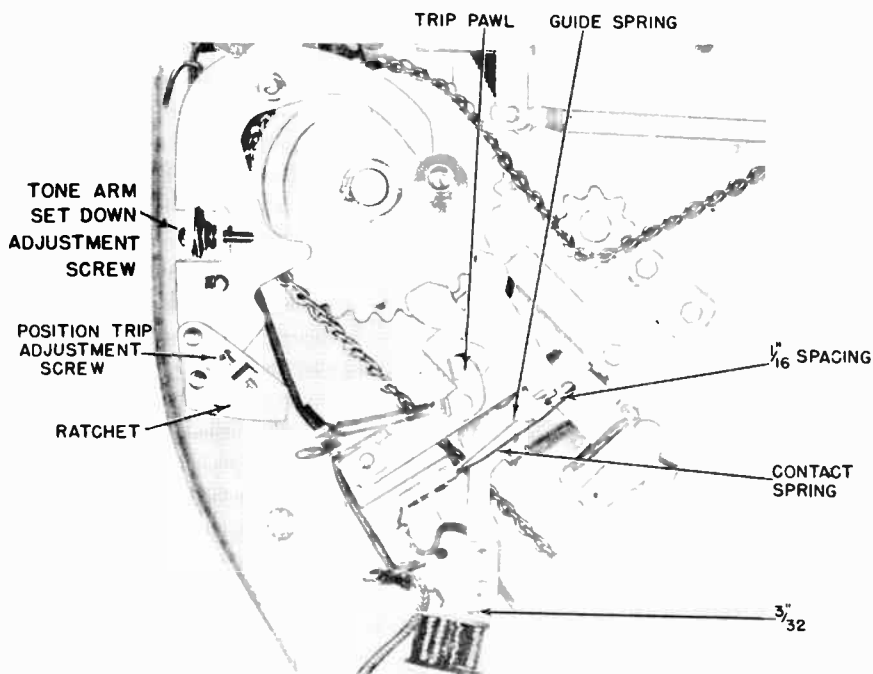 TRIP PAWL
GUIDE SPRING
TONE ARM
SET DOWN
ADJUSTMENT
SCREW
POSITION TRIP
ADJUSTMENT
SCREW
RATCHET
1/16" SPACING
CONTACT
SPRING
3/32"